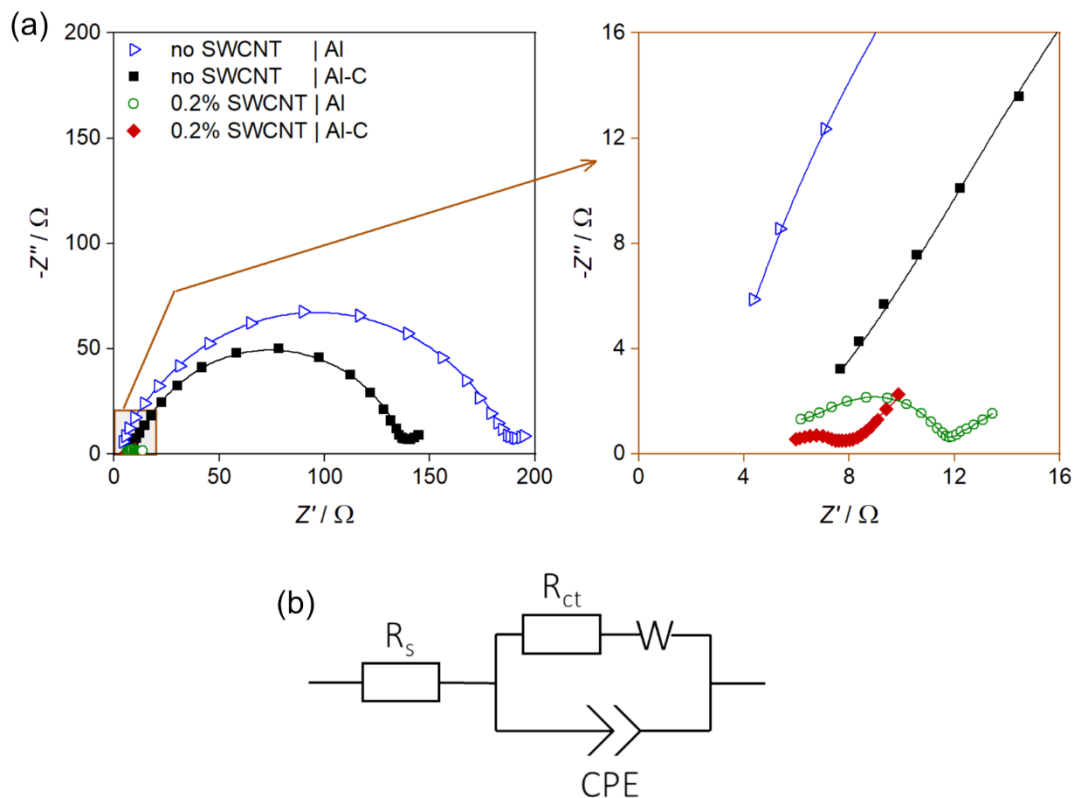 (a)
200
150
100
50
0
-Z″ / Ω
no SWCNT | Al
no SWCNT | Al-C
0.2% SWCNT | Al
0.2% SWCNT | Al-C
0 50 100 150 200
Z′ / Ω
16
12
8
4
0
-Z″ / Ω
0 4 8 12 16
Z′ / Ω
(b)
Rct
W
Rs
CPE